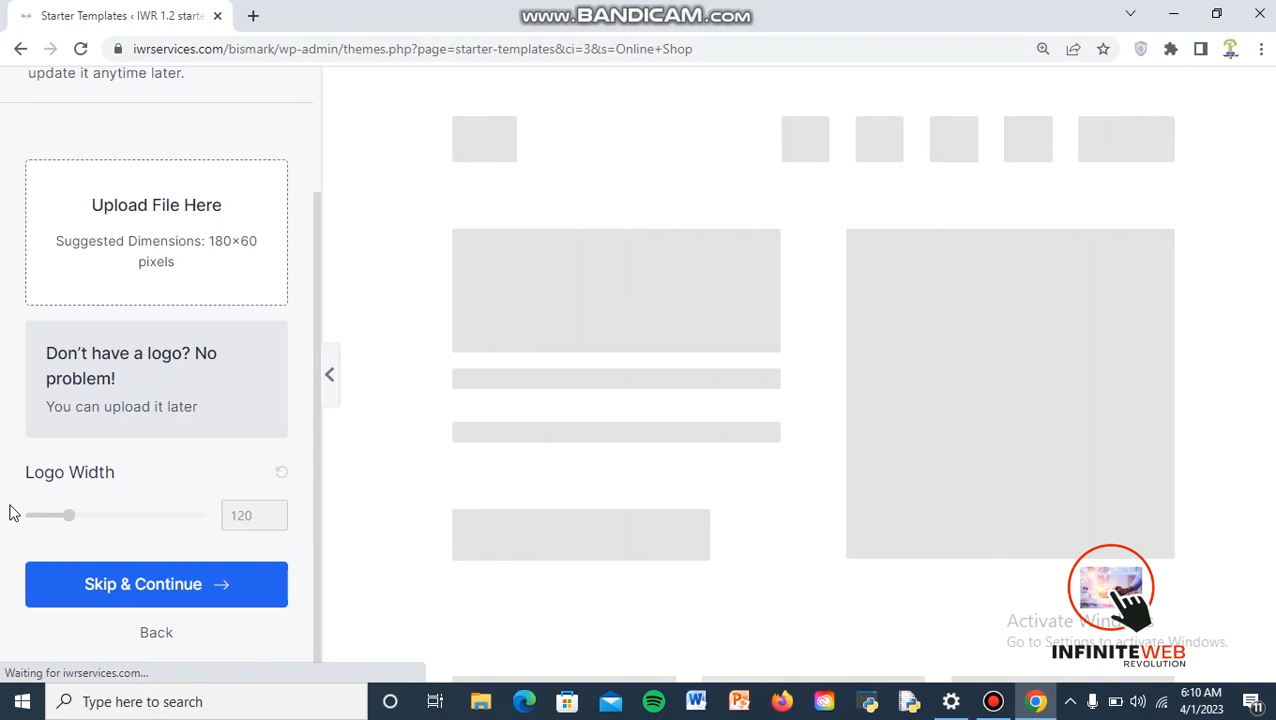 Starter Templates ‹ IWR 1.2 starte
www.BANDICAM.com
iwrservices.com/bismark/wp-admin/themes.php?page=starter-templates&ci=3&s=Online+Shop
update it anytime later.
Upload File Here
Suggested Dimensions: 180×60
pixels
Don't have a logo? No
problem!
You can upload it later
Logo Width
120
Skip & Continue →
Back
Activate Windows
Go to Settings to activate Windows.
INFINITEWEB
REVOLUTION
Waiting for iwrservices.com...
Type here to search
6:10 AM
4/1/2023